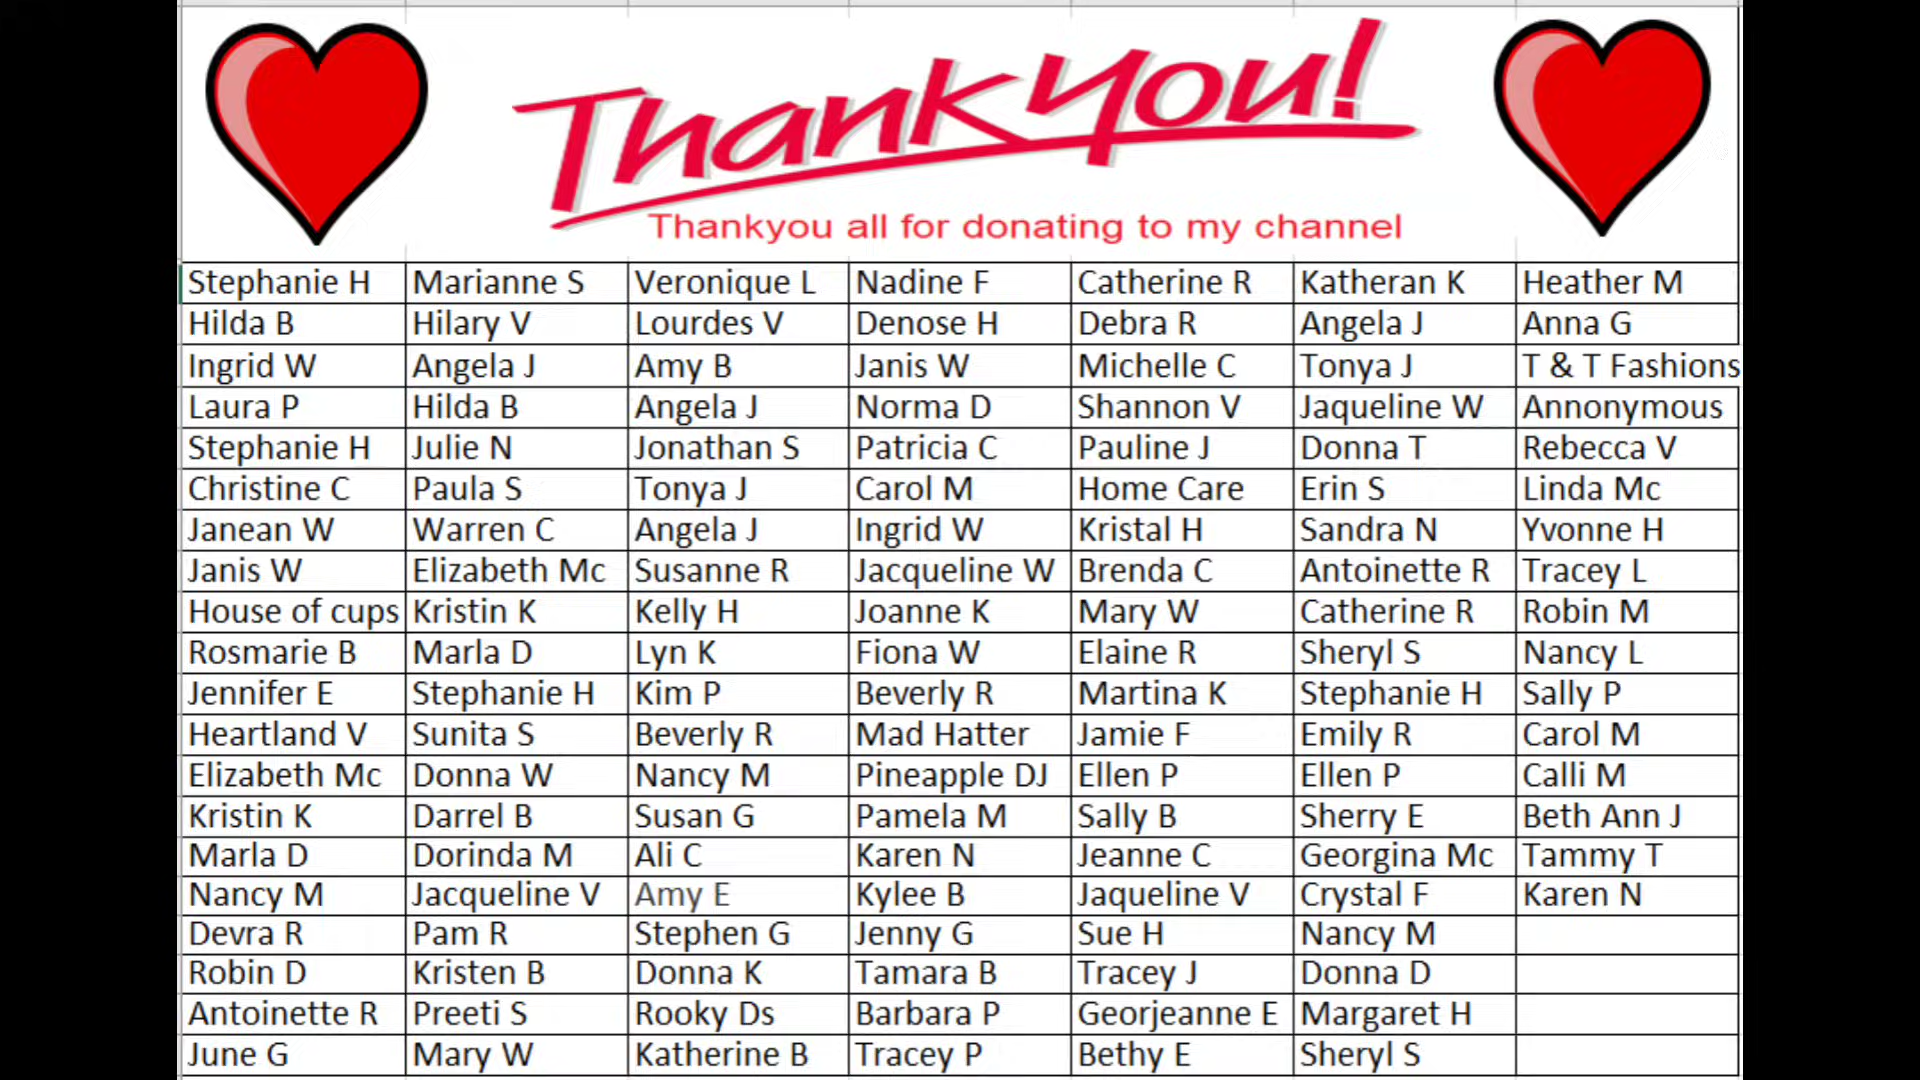 Thank You!
Thankyou all for donating to my channel
Stephanie H Marianne S Veronique L Nadine F Catherine R Katheran K Heather M
Hilda B Hilary V Lourdes V Denose H Debra R Angela J Anna G
Ingrid W Angela J Amy B Janis W Michelle C Tonya J T & T Fashions
Laura P Hilda B Angela J Norma D Shannon V Jaqueline W Annonymous
Stephanie H Julie N Jonathan S Patricia C Pauline J Donna T Rebecca V
Christine C Paula S Tonya J Carol M Home Care Erin S Linda Mc
Janean W Warren C Angela J Ingrid W Kristal H Sandra N Yvonne H
Janis W Elizabeth Mc Susanne R Jacqueline W Brenda C Antoinette R Tracey L
House of cups Kristin K Kelly H Joanne K Mary W Catherine R Robin M
Rosmarie B Marla D Lyn K Fiona W Elaine R Sheryl S Nancy L
Jennifer E Stephanie H Kim P Beverly R Martina K Stephanie H Sally P
Heartland V Sunita S Beverly R Mad Hatter Jamie F Emily R Carol M
Elizabeth Mc Donna W Nancy M Pineapple DJ Ellen P Ellen P Calli M
Kristin K Darrel B Susan G Pamela M Sally B Sherry E Beth Ann J
Marla D Dorinda M Ali C Karen N Jeanne C Georgina Mc Tammy T
Nancy M Jacqueline V Amy E Kylee B Jaqueline V Crystal F Karen N
Devra R Pam R Stephen G Jenny G Sue H Nancy M
Robin D Kristen B Donna K Tamara B Tracey J Donna D
Antoinette R Preeti S Rooky Ds Barbara P Georjeanne E Margaret H
June G Mary W Katherine B Tracey P Bethy E Sheryl S